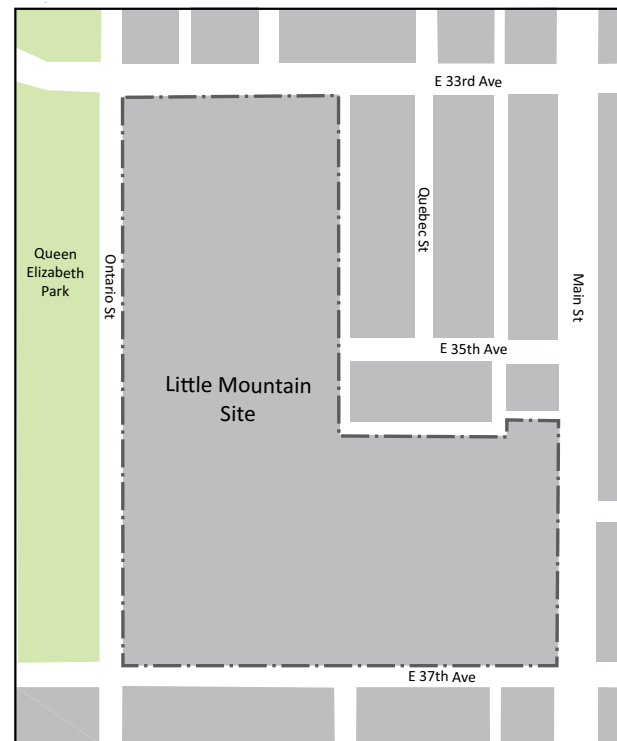 E 33rd Ave
Quebec St
Queen
Elizabeth
Park
Ontario St
Main St
E 35th Ave
Little Mountain
Site
E 37th Ave